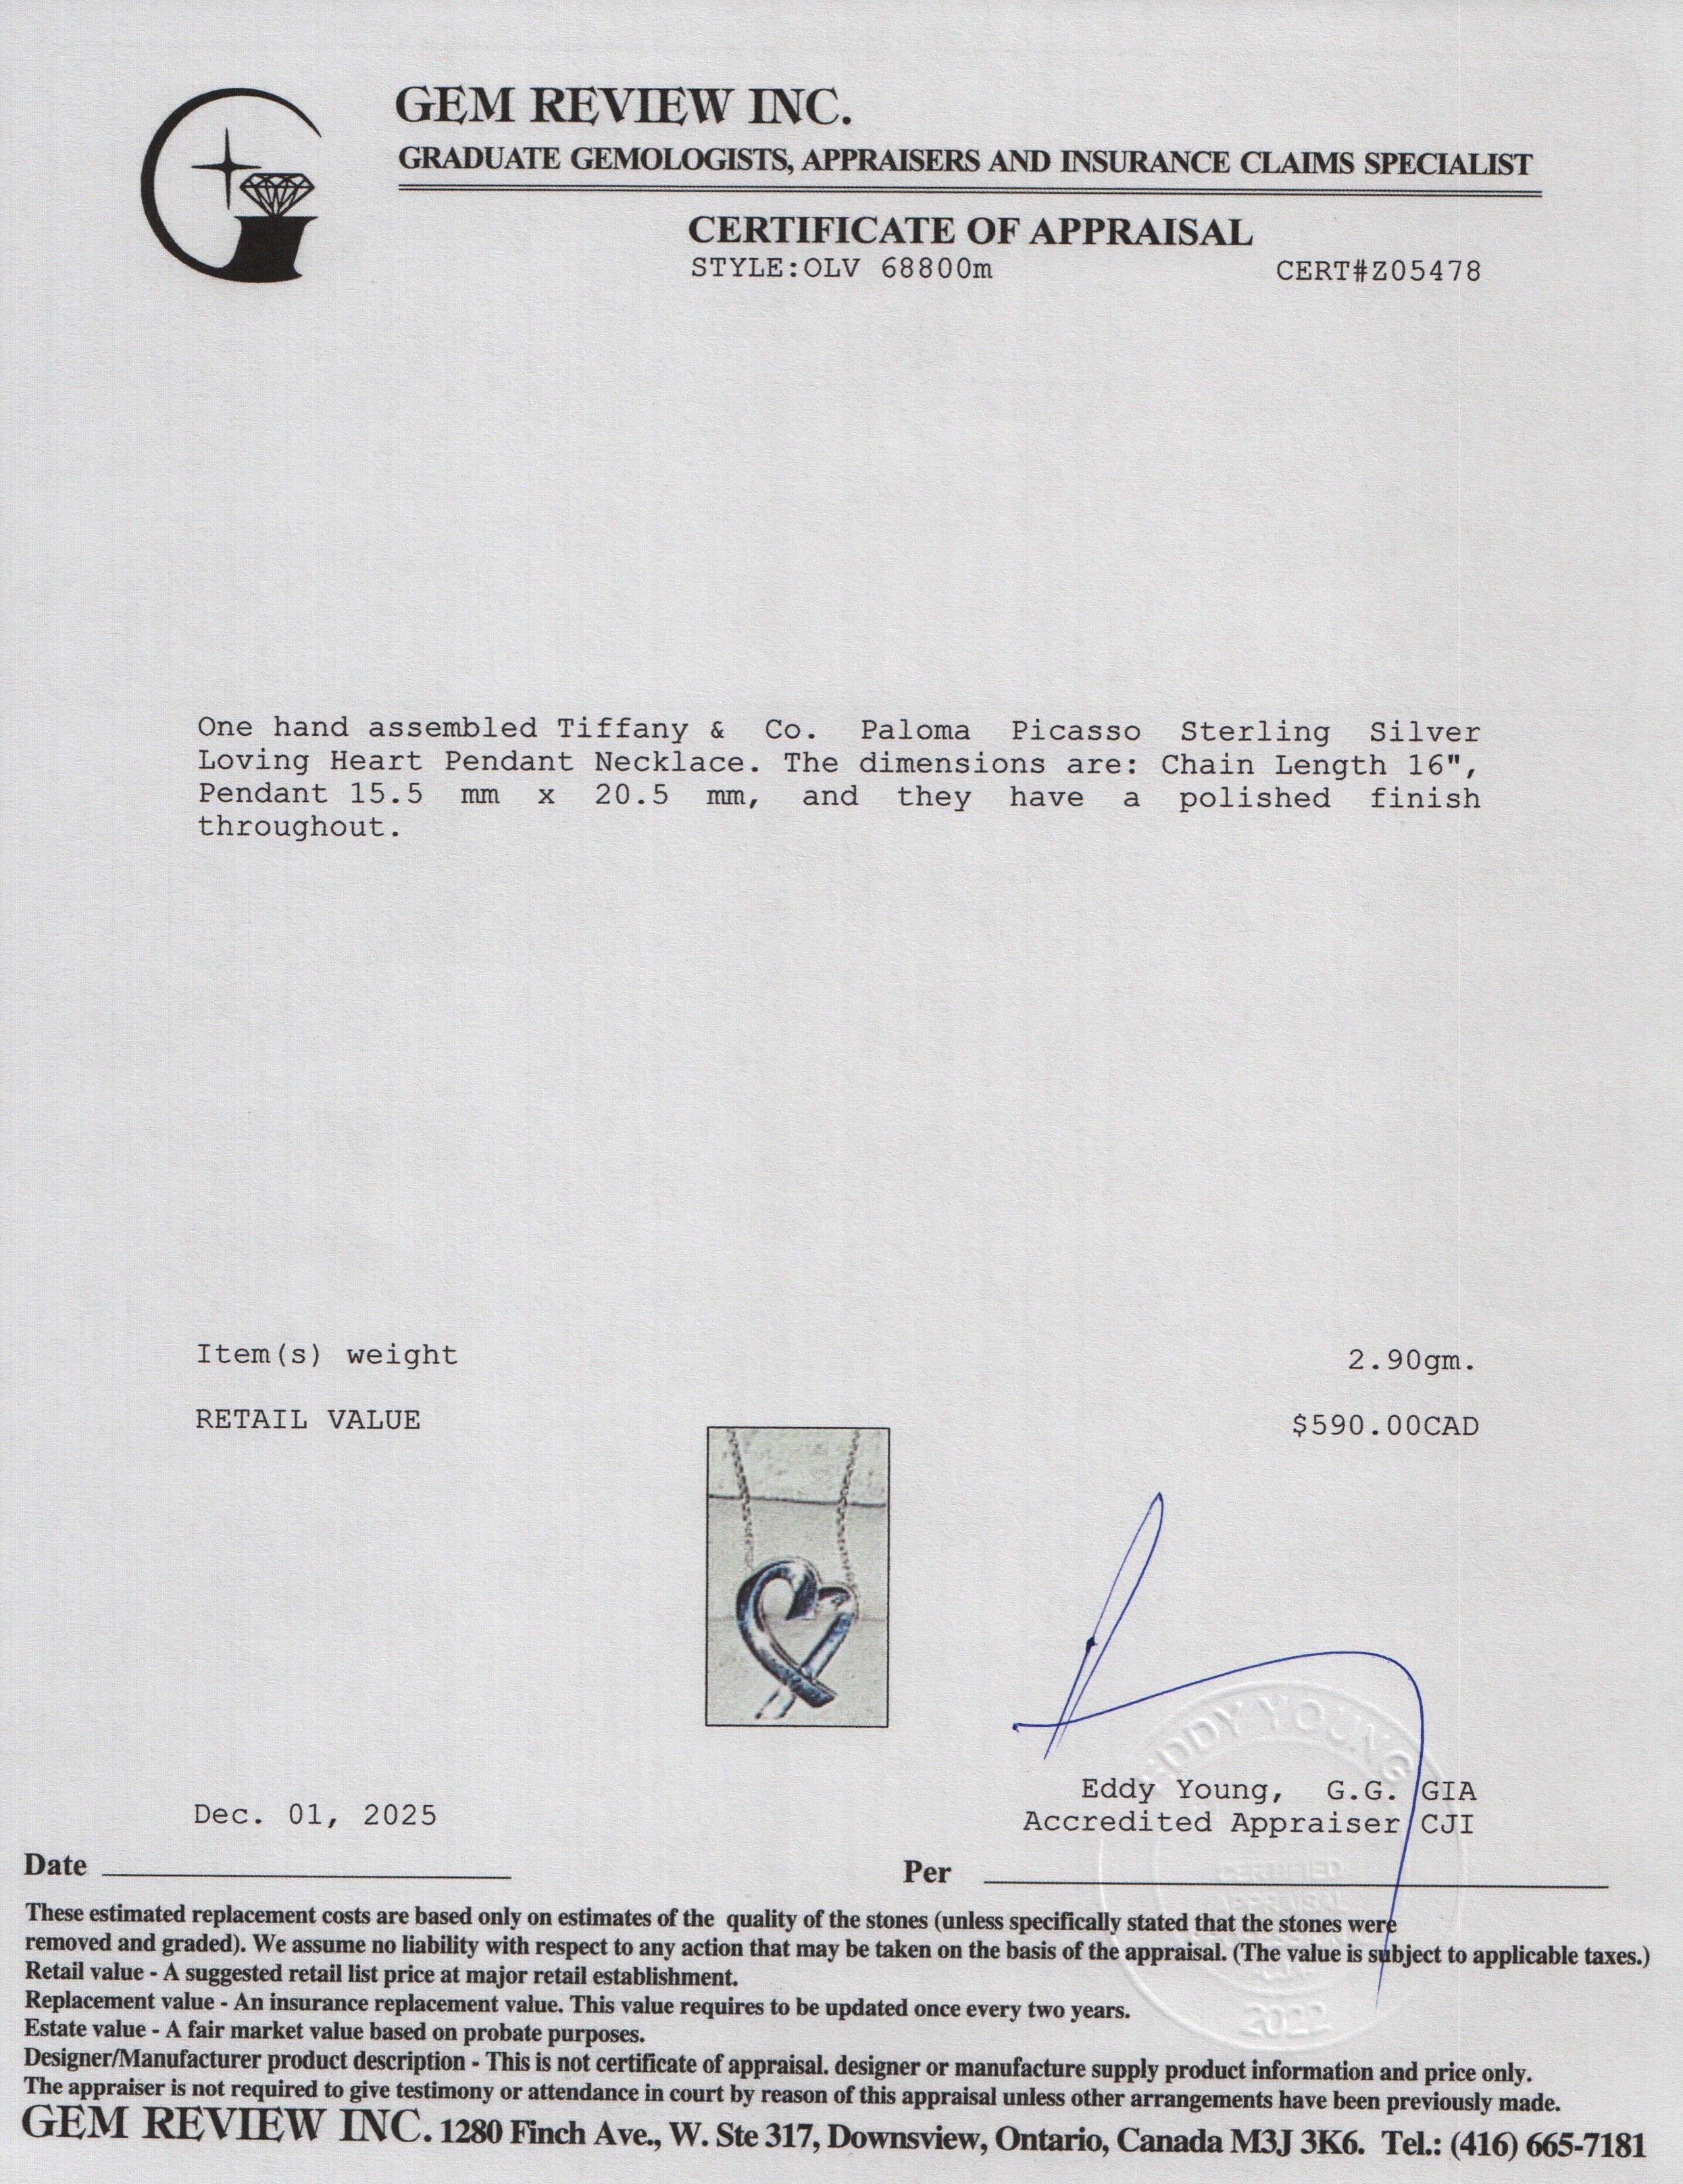 GEM REVIEW INC.
GRADUATE GEMOLOGISTS, APPRAISERS AND INSURANCE CLAIMS SPECIALIST
CERTIFICATE OF APPRAISAL
STYLE:OLV 68800m
CERT#Z05478
One hand assembled Tiffany & Co. Paloma Picasso Sterling Silver
Loving Heart Pendant Necklace. The dimensions are: Chain Length 16",
Pendant 15.5 mm x 20.5 mm, and they have a polished finish
throughout.
Item(s) weight 2.90gm.
RETAIL VALUE $590.00CAD
EDDY YOUNG
Eddy Young, G.G. GIA
Accredited Appraiser CJI
Dec. 01, 2025
Date
Per
CERTIFIED
APPRAISAL
2022
These estimated replacement costs are based only on estimates of the quality of the stones (unless specifically stated that the stones were
removed and graded). We assume no liability with respect to any action that may be taken on the basis of the appraisal. (The value is subject to applicable taxes.)
Retail value - A suggested retail list price at major retail establishment.
Replacement value - An insurance replacement value. This value requires to be updated once every two years.
Estate value - A fair market value based on probate purposes.
Designer/Manufacturer product description - This is not certificate of appraisal. designer or manufacture supply product information and price only.
The appraiser is not required to give testimony or attendance in court by reason of this appraisal unless other arrangements have been previously made.
GEM REVIEW INC. 1280 Finch Ave., W. Ste 317, Downsview, Ontario, Canada M3J 3K6. Tel.: (416) 665-7181